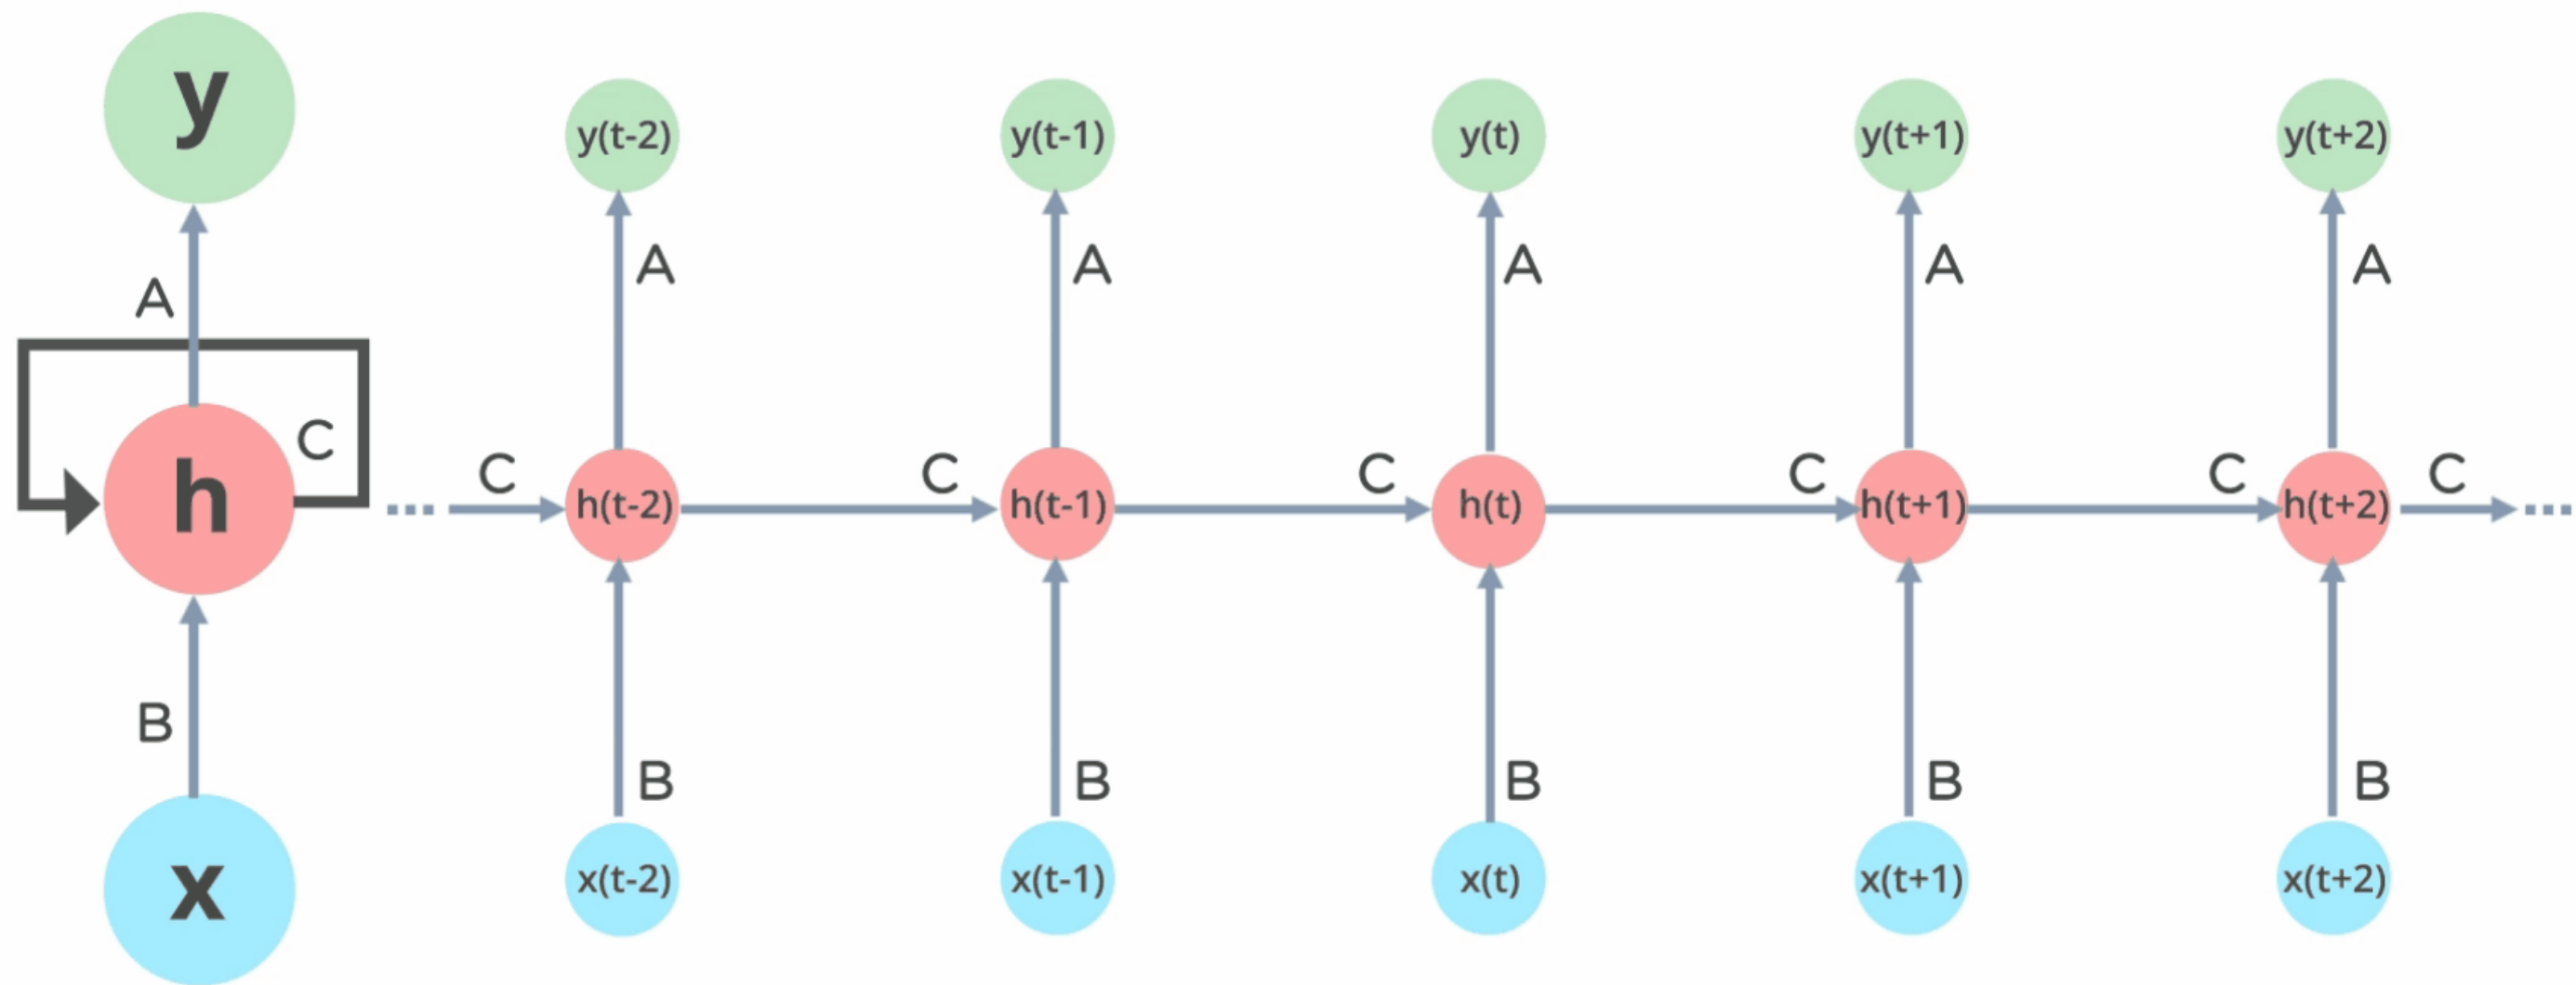 y
y(t-2)
y(t-1)
y(t)
y(t+1)
y(t+2)
A
A
A
A
A
A
h
C
C
h(t-2)
C
h(t-1)
C
h(t)
C
h(t+1)
C
h(t+2)
C
B
B
B
B
B
B
x
x(t-2)
x(t-1)
x(t)
x(t+1)
x(t+2)